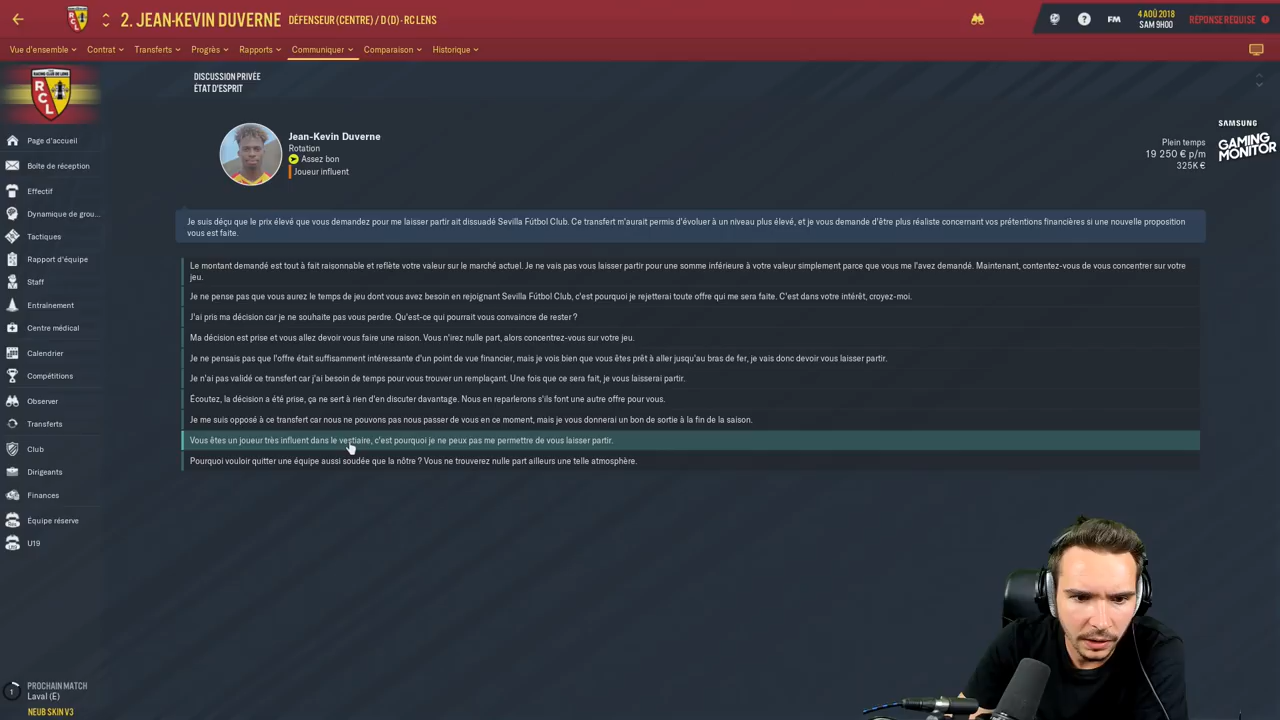 2. JEAN-KEVIN DUVERNE DÉFENSEUR (CENTRE) / D (D) · RC LENS
FM
4 AOÛ 2018
SAM 9H00
RÉPONSE REQUISE
Vue d'ensemble
Contrat
Transferts
Progrès
Rapports
Communiquer
Comparaison
Historique
DISCUSSION PRIVÉE
ÉTAT D'ESPRIT
RACING CLUB DE LENS
RCL
Jean-Kevin Duverne
Rotation
Assez bon
Joueur influent
Plein temps
19 250 € p/m
325K €
SAMSUNG
GAMING
MONITOR
Page d'accueil
Boîte de réception
Effectif
Dynamique de grou...
Tactiques
Rapport d'équipe
Staff
Entraînement
Centre médical
Calendrier
Compétitions
Observer
Transferts
Club
Dirigeants
Finances
Équipe réserve
U19
Je suis déçu que le prix élevé que vous demandez pour me laisser partir ait dissuadé Sevilla Fútbol Club. Ce transfert m'aurait permis d'évoluer à un niveau plus élevé, et je vous demande d'être plus réaliste concernant vos prétentions financières si une nouvelle proposition
vous est faite.
Le montant demandé est tout à fait raisonnable et reflète votre valeur sur le marché actuel. Je ne vais pas vous laisser partir pour une somme inférieure à votre valeur simplement parce que vous me l'avez demandé. Maintenant, contentez-vous de vous concentrer sur votre
jeu.
Je ne pense pas que vous aurez le temps de jeu dont vous avez besoin en rejoignant Sevilla Fútbol Club, c'est pourquoi je rejetterai toute offre qui me sera faite. C'est dans votre intérêt, croyez-moi.
J'ai pris ma décision car je ne souhaite pas vous perdre. Qu'est-ce qui pourrait vous convaincre de rester ?
Ma décision est prise et vous allez devoir vous faire une raison. Vous n'irez nulle part, alors concentrez-vous sur votre jeu.
Je ne pensais pas que l'offre était suffisamment intéressante d'un point de vue financier, mais je vois bien que vous êtes prêt à aller jusqu'au bras de fer, je vais donc devoir vous laisser partir.
Je n'ai pas validé ce transfert car j'ai besoin de temps pour vous trouver un remplaçant. Une fois que ce sera fait, je vous laisserai partir.
Écoutez, la décision a été prise, ça ne sert à rien d'en discuter davantage. Nous en reparlerons s'ils font une autre offre pour vous.
Je me suis opposé à ce transfert car nous ne pouvons pas nous passer de vous en ce moment, mais je vous donnerai un bon de sortie à la fin de la saison.
Vous êtes un joueur très influent dans le vestiaire, c'est pourquoi je ne peux pas me permettre de vous laisser partir.
Pourquoi vouloir quitter une équipe aussi soudée que la nôtre ? Vous ne trouverez nulle part ailleurs une telle atmosphère.
1
PROCHAIN MATCH
Laval (E)
NEUB SKIN V3